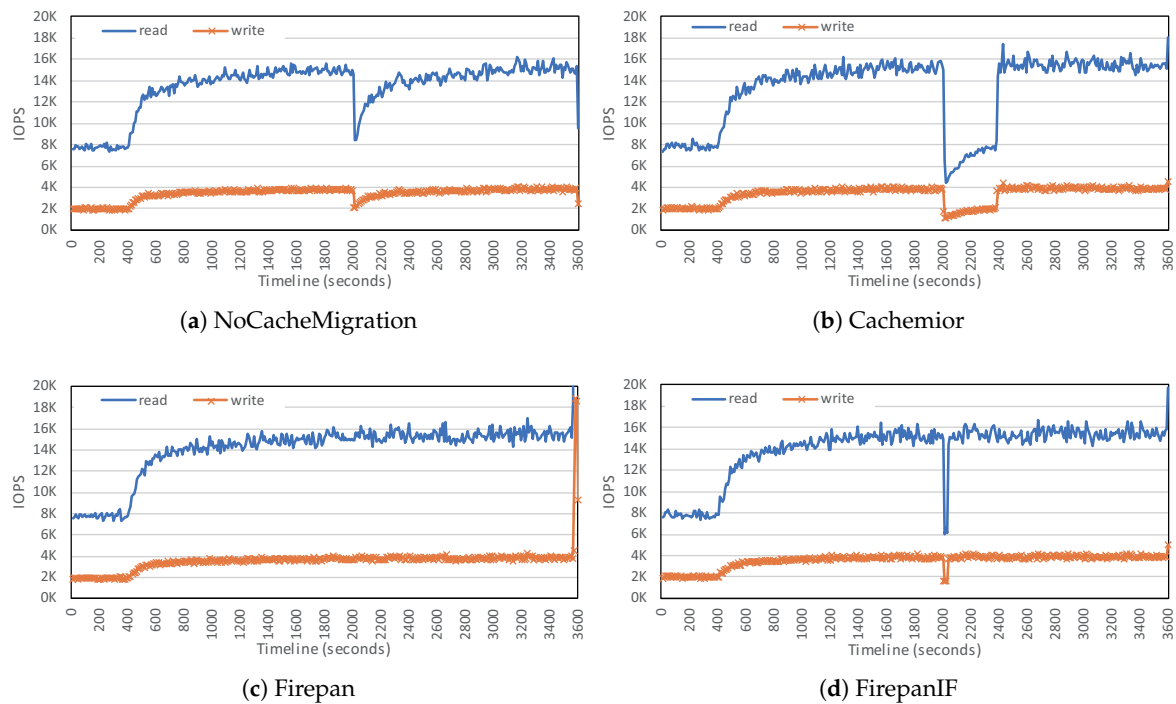 20K
18K
16K
14K
12K
10K
8K
6K
4K
2K
0K
IOPS
read write
0 200 400 600 800 1000 1200 1400 1600 1800 2000 2200 2400 2600 2800 3000 3200 3400 3600
Timeline (seconds)
(a) NoCacheMigration
20K
18K
16K
14K
12K
10K
8K
6K
4K
2K
0K
IOPS
read write
0 200 400 600 800 1000 1200 1400 1600 1800 2000 2200 2400 2600 2800 3000 3200 3400 3600
Timeline (seconds)
(b) Cachemior
20K
18K
16K
14K
12K
10K
8K
6K
4K
2K
0K
IOPS
read write
0 200 400 600 800 1000 1200 1400 1600 1800 2000 2200 2400 2600 2800 3000 3200 3400 3600
Timeline (seconds)
(c) Firepan
20K
18K
16K
14K
12K
10K
8K
6K
4K
2K
0K
IOPS
read write
0 200 400 600 800 1000 1200 1400 1600 1800 2000 2200 2400 2600 2800 3000 3200 3400 3600
Timeline (seconds)
(d) FirepanIF